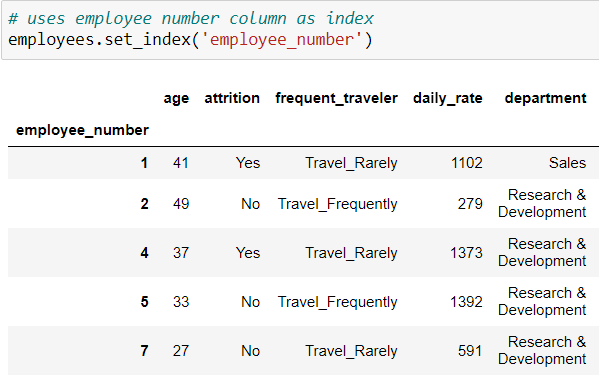 # uses employee number column as index
employees.set_index('employee_number')
age attrition frequent_traveler daily_rate department
employee_number
1 41 Yes Travel_Rarely 1102 Sales
2 49 No Travel_Frequently 279 Research & Development
4 37 Yes Travel_Rarely 1373 Research & Development
5 33 No Travel_Frequently 1392 Research & Development
7 27 No Travel_Rarely 591 Research & Development